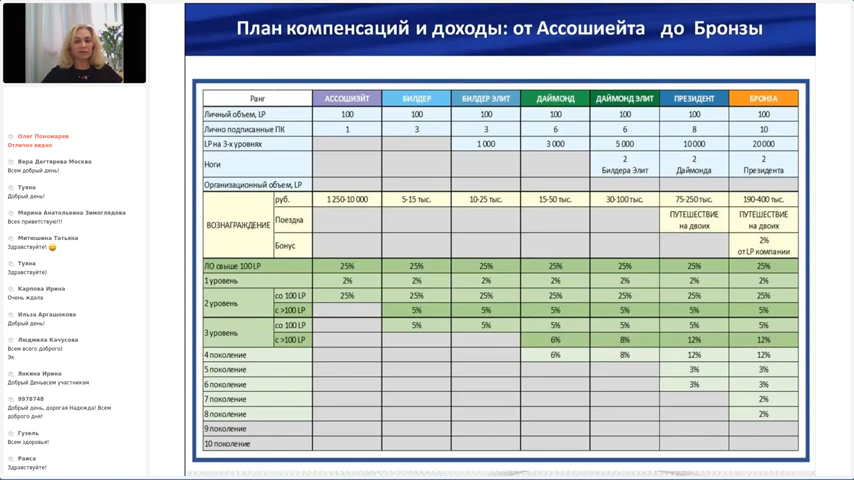 План компенсаций и доходы: от Ассошиейта до Бронзы
Олег Пономарев
Отлично видно
Вера Дегтярева Москва
Всем добрый день!
Туяна
Добрый день!
Марина Анатольевна Зимоглядова
Всех приветствую!!!
Митюшина Татьяна
Здравствуйте! 😄
Туяна
Здравствуйте)
Карпова Ирина
Очень ждала
Ильза Аргашокова
Добрый день!
Людмила Качусова
Всем всего доброго)
Эх
Янкина Ирина
Добрый Деньвсем участникам
9978748
Добрый день, дорогая Надежда! Всем
доброго дня!
Гузель
Всем здоровья!
Раиса
Здравствуйте!
Ранг АССОШИЭЙТ БИЛДЕР БИЛДЕР ЭЛИТ ДАЙМОНД ДАЙМОНД ЭЛИТ ПРЕЗИДЕНТ БРОНЗА
Личный объем, LP 100 100 100 100 100 100 100
Лично подписанные ПК 1 3 3 6 6 8 10
LP на 3-х уровнях 1 000 3 000 5 000 10 000 20 000
Ноги 2 Билдера Элит 2 Даймонда 2 Президента
Организационный объем, LP
ВОЗНАГРАЖДЕНИЕ руб. 1 250-10 000 5-15 тыс. 10-25 тыс. 15-50 тыс. 30-100 тыс. 75-250 тыс. 190-400 тыс.
Поездка ПУТЕШЕСТВИЕ на двоих ПУТЕШЕСТВИЕ на двоих
Бонус 2% от LP компании
ЛО свыше 100 LP 25% 25% 25% 25% 25% 25% 25%
1 уровень 2% 2% 2% 2% 2% 2% 2%
2 уровень со 100 LP 25% 25% 25% 25% 25% 25% 25%
с >100 LP 5% 5% 5% 5% 5% 5%
3 уровень со 100 LP 5% 5% 5% 5% 5% 5%
с >100 LP 6% 8% 12% 12%
4 поколение 6% 8% 12% 12%
5 поколение 3% 3%
6 поколение 3% 3%
7 поколение 2%
8 поколение 2%
9 поколение
10 поколение